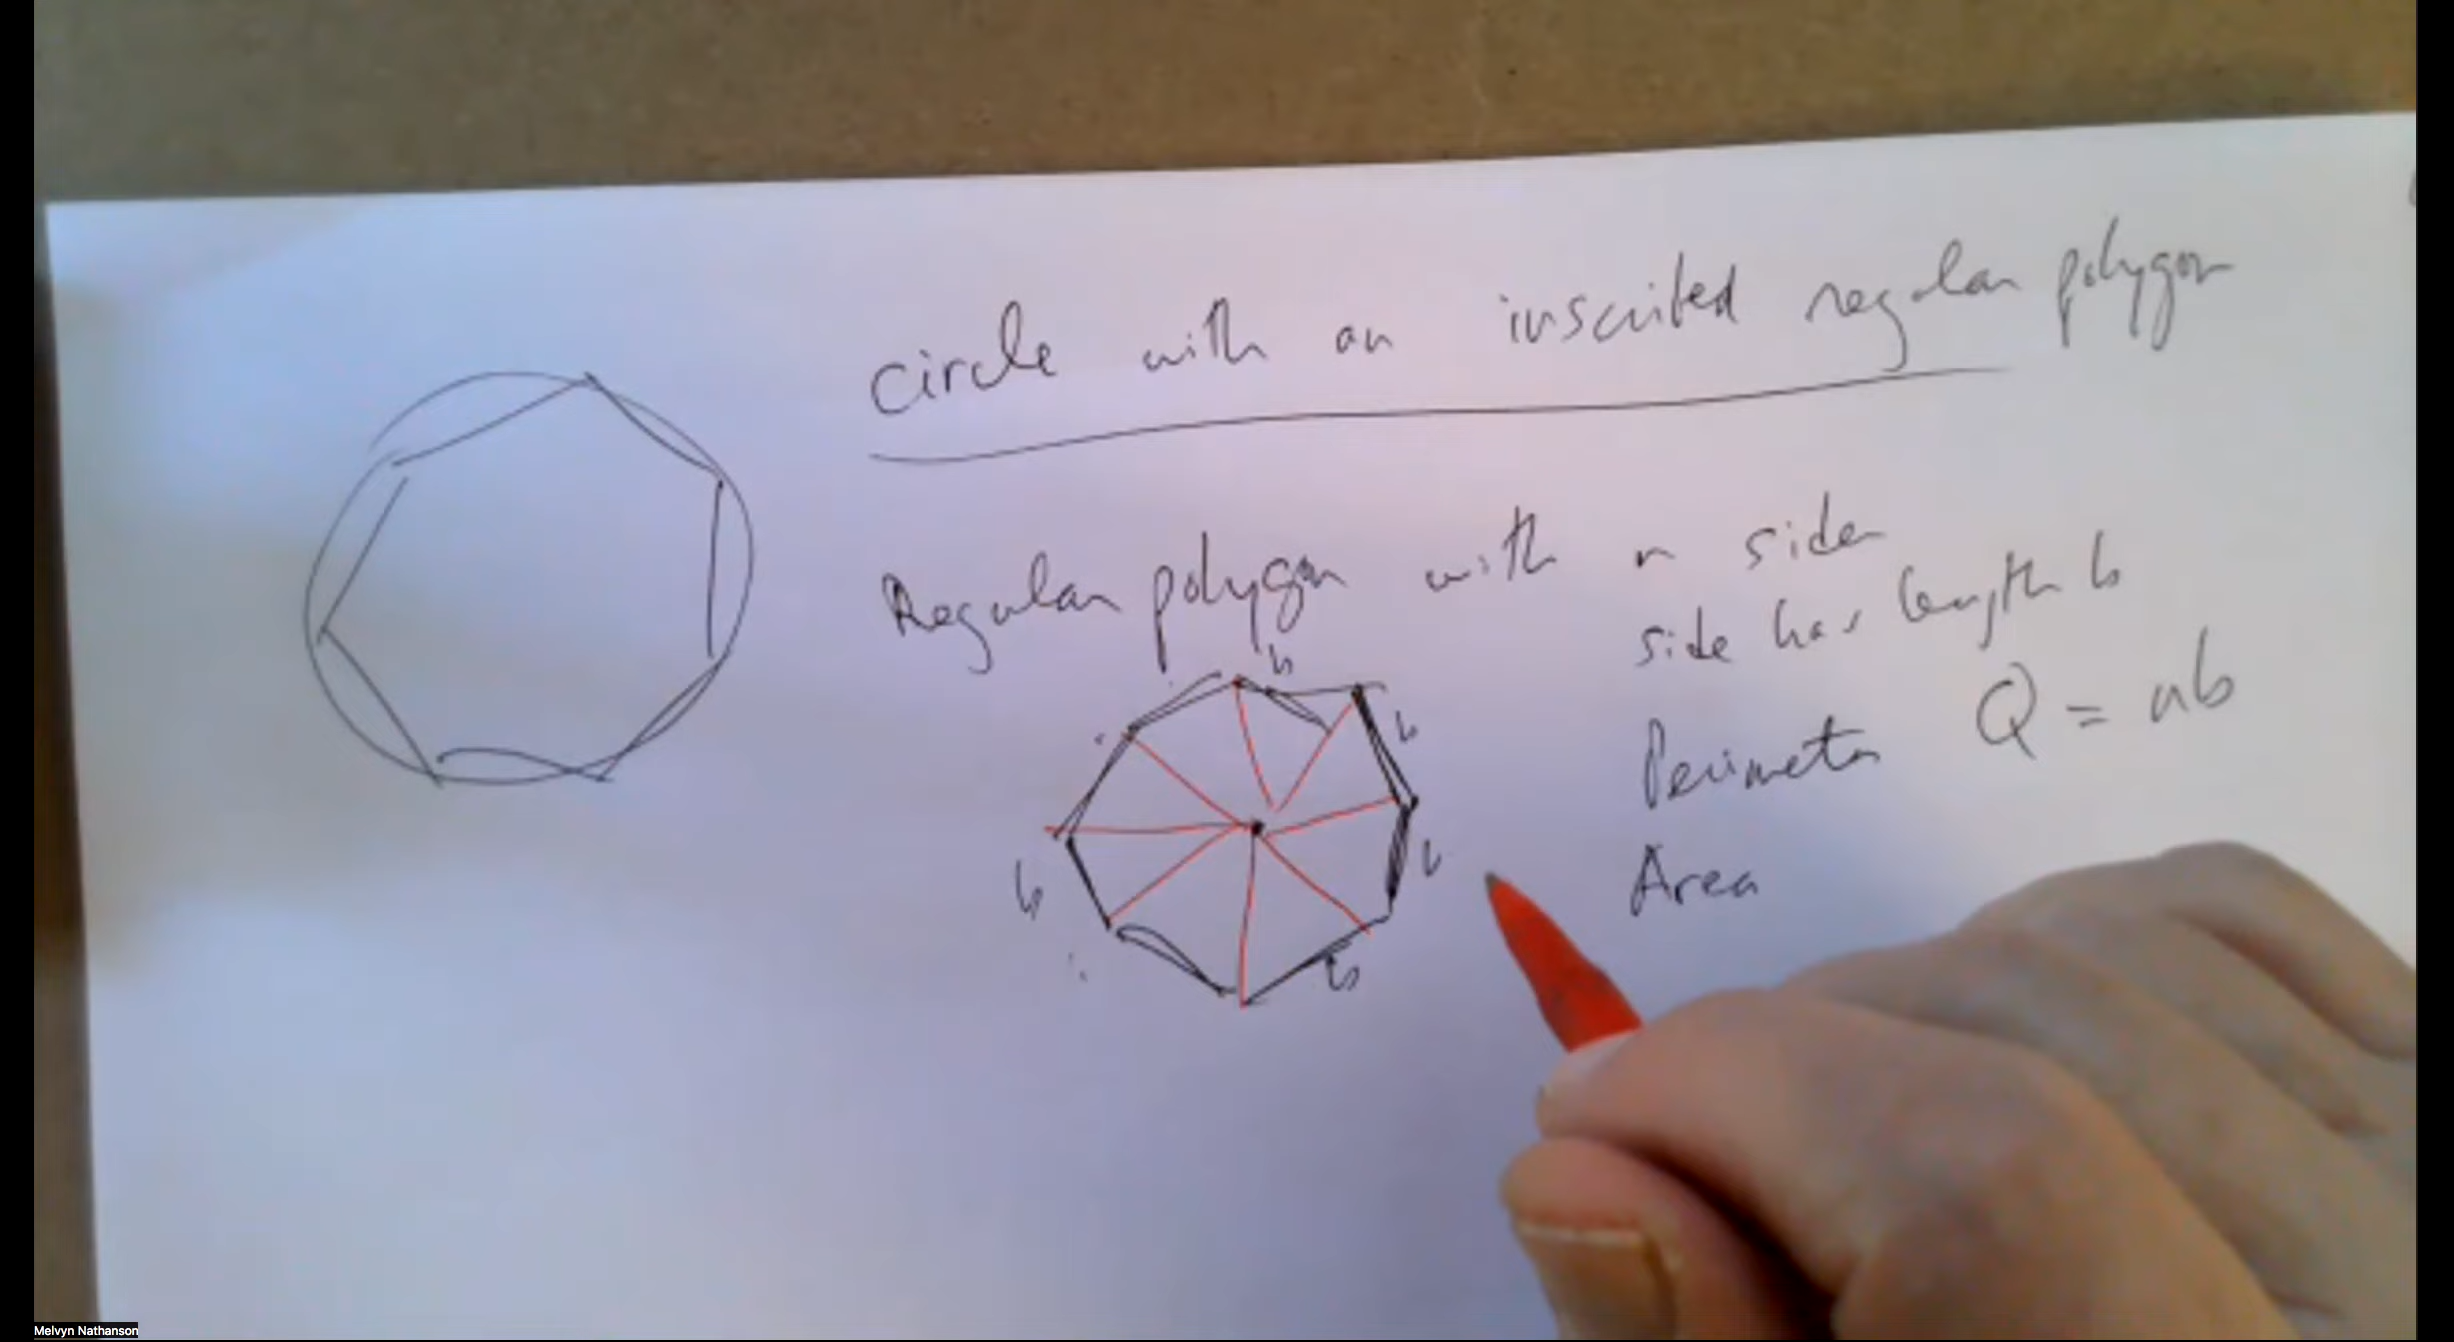 circle with an inscribed regular polygon
Regular polygon with n sides
side has length b
Perimeter Q = nb
Area
b
b
b
b
b
Melvyn Nathanson